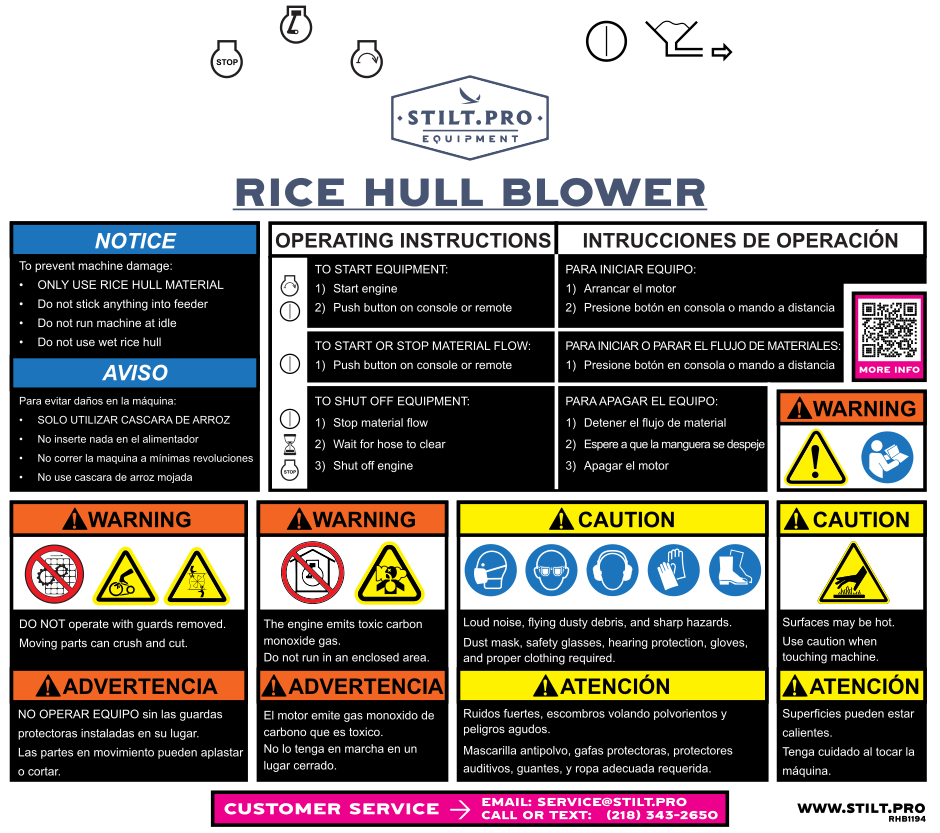 STOP
STILT.PRO
EQUIPMENT
RICE HULL BLOWER
NOTICE
To prevent machine damage:
• ONLY USE RICE HULL MATERIAL
• Do not stick anything into feeder
• Do not run machine at idle
• Do not use wet rice hull
AVISO
Para evitar daños en la máquina:
• SOLO UTILIZAR CASCARA DE ARROZ
• No inserte nada en el alimentador
• No correr la maquina a mínimas revoluciones
• No use cascara de arroz mojada
OPERATING INSTRUCTIONS
TO START EQUIPMENT:
1) Start engine
2) Push button on console or remote
TO START OR STOP MATERIAL FLOW:
1) Push button on console or remote
TO SHUT OFF EQUIPMENT:
1) Stop material flow
2) Wait for hose to clear
STOP
3) Shut off engine
INTRUCCIONES DE OPERACIÓN
PARA INICIAR EQUIPO:
1) Arrancar el motor
2) Presione botón en consola o mando a distancia
PARA INICIAR O PARAR EL FLUJO DE MATERIALES:
1) Presione botón en consola o mando a distancia
PARA APAGAR EL EQUIPO:
1) Detener el flujo de material
2) Espere a que la manguera se despeje
3) Apagar el motor
MORE INFO
WARNING
WARNING
DO NOT operate with guards removed.
Moving parts can crush and cut.
ADVERTENCIA
NO OPERAR EQUIPO sin las guardas
protectoras instaladas en su lugar.
Las partes en movimiento pueden aplastar
o cortar.
WARNING
The engine emits toxic carbon
monoxide gas.
Do not run in an enclosed area.
ADVERTENCIA
El motor emite gas monoxido de
carbono que es toxico.
No lo tenga en marcha en un
lugar cerrado.
CAUTION
Loud noise, flying dusty debris, and sharp hazards.
Dust mask, safety glasses, hearing protection, gloves,
and proper clothing required.
ATENCIÓN
Ruidos fuertes, escombros volando polvorientos y
peligros agudos.
Mascarilla antipolvo, gafas protectoras, protectores
auditivos, guantes, y ropa adecuada requerida.
CAUTION
Surfaces may be hot.
Use caution when
touching machine.
ATENCIÓN
Superficies pueden estar
calientes.
Tenga cuidado al tocar la
máquina.
CUSTOMER SERVICE
EMAIL: SERVICE@STILT.PRO
CALL OR TEXT: (218) 343-2650
WWW.STILT.PRO
RHB1194